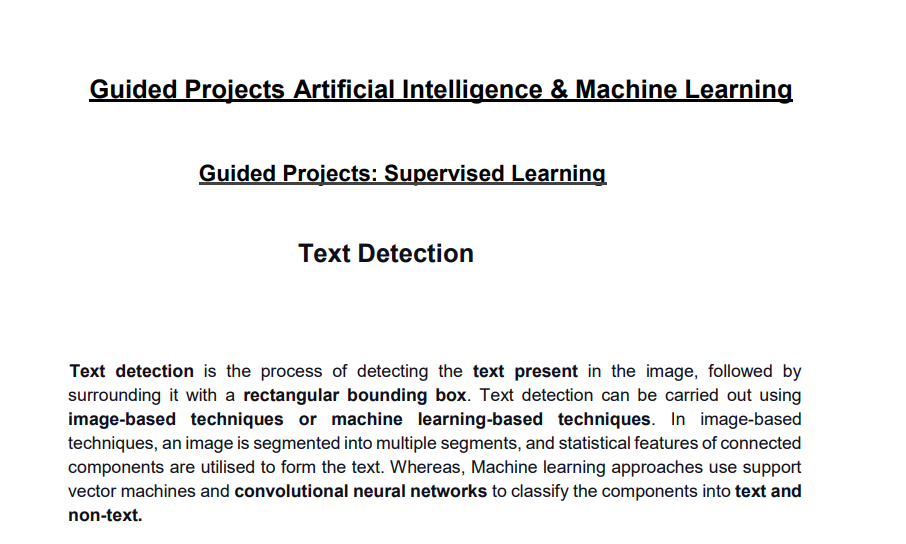 Guided Projects Artificial Intelligence & Machine Learning
Guided Projects: Supervised Learning
Text Detection
Text detection is the process of detecting the text present in the image, followed by
surrounding it with a rectangular bounding box. Text detection can be carried out using
image-based techniques or machine learning-based techniques. In image-based
techniques, an image is segmented into multiple segments, and statistical features of connected
components are utilised to form the text. Whereas, Machine learning approaches use support
vector machines and convolutional neural networks to classify the components into text and
non-text.